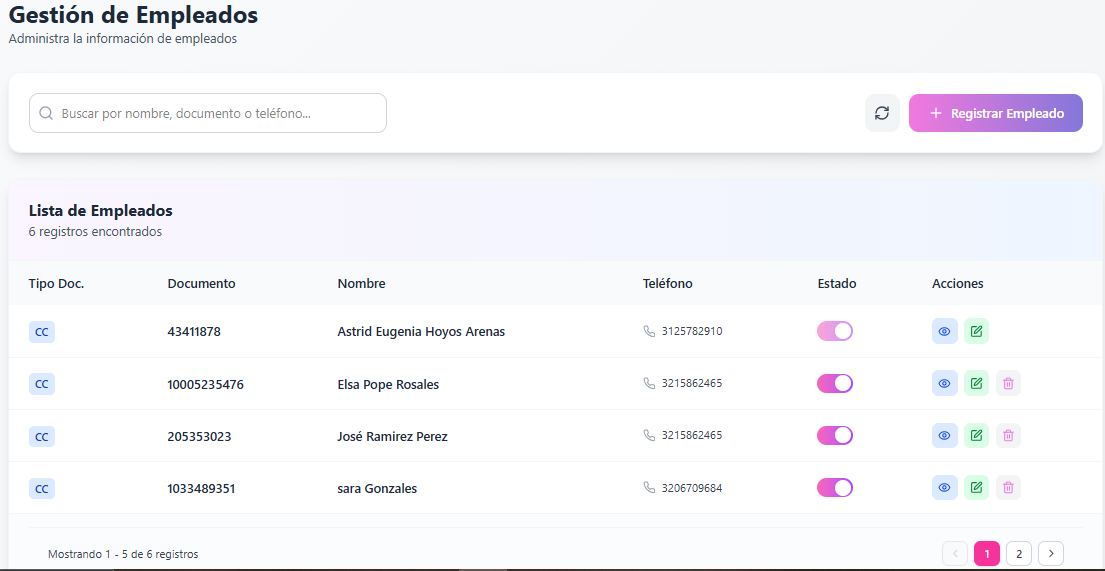 Gestión de Empleados
Administra la información de empleados
Buscar por nombre, documento o teléfono...
+ Registrar Empleado
Lista de Empleados
6 registros encontrados
Tipo Doc. Documento Nombre Teléfono Estado Acciones
CC 43411878 Astrid Eugenia Hoyos Arenas 3125782910
CC 10005235476 Elsa Pope Rosales 3215862465
CC 205353023 José Ramirez Perez 3215862465
CC 1033489351 sara Gonzales 3206709684
Mostrando 1 - 5 de 6 registros < 1 2 >